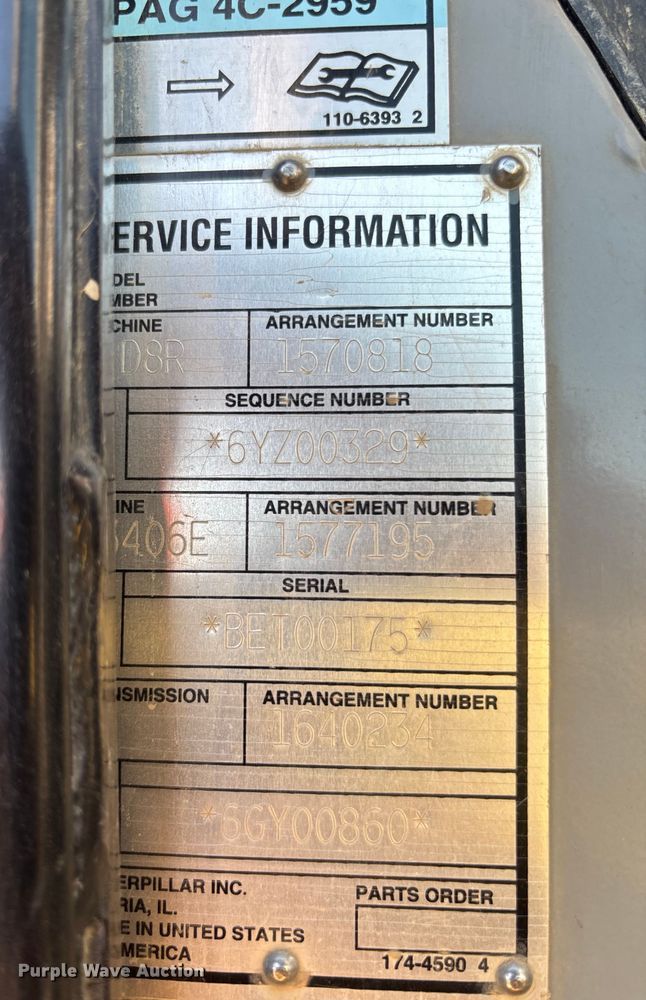 PAG 4C-2959
110-6393 2
ERVICE INFORMATION
DEL
MBER
CHINE ARRANGEMENT NUMBER
D8R 1570818
SEQUENCE NUMBER
*6YZ00329*
INE ARRANGEMENT NUMBER
3406E 1577195
SERIAL
*BET00175*
NSMISSION ARRANGEMENT NUMBER
1640234
*6GY00860*
ERPILLAR INC.
RIA, IL. PARTS ORDER
E IN UNITED STATES
MERICA
174-4590 4
Purple Wave Auction